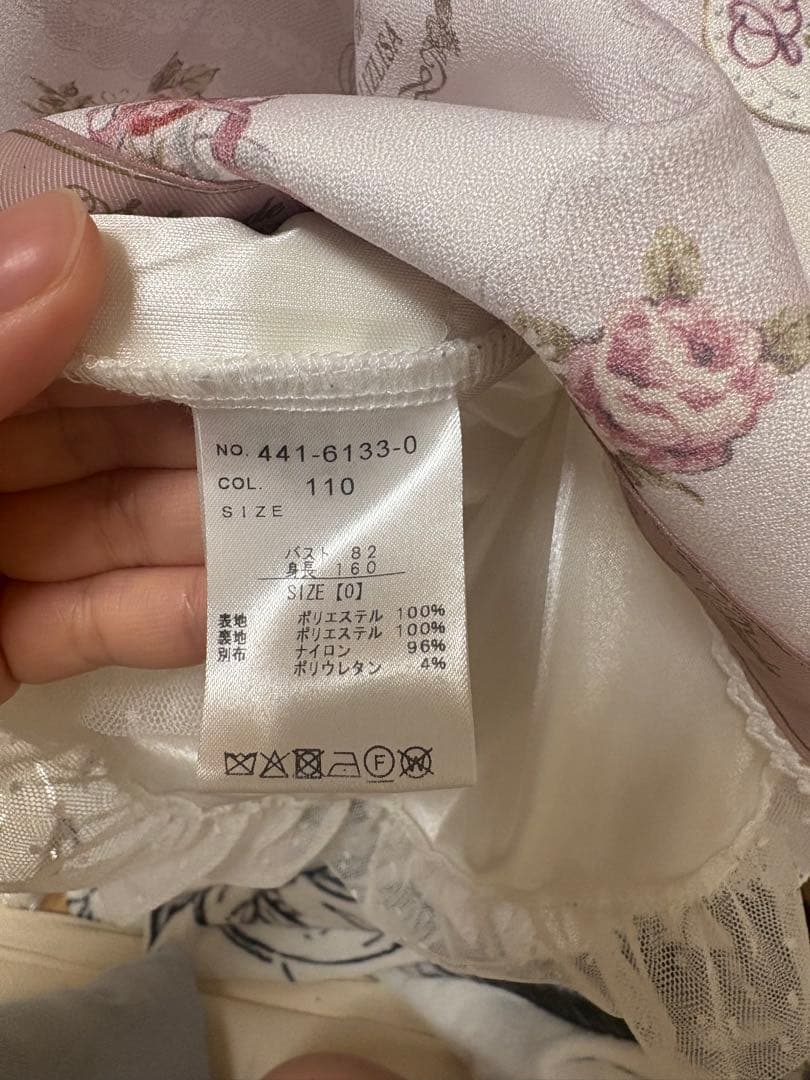 NO. 441-6133-0
COL. 110
SIZE
バスト 82
身長 160
SIZE【0】
表地 ポリエステル 100%
裏地 ポリエステル 100%
別布 ナイロン 96%
ポリウレタン 4%
F
W